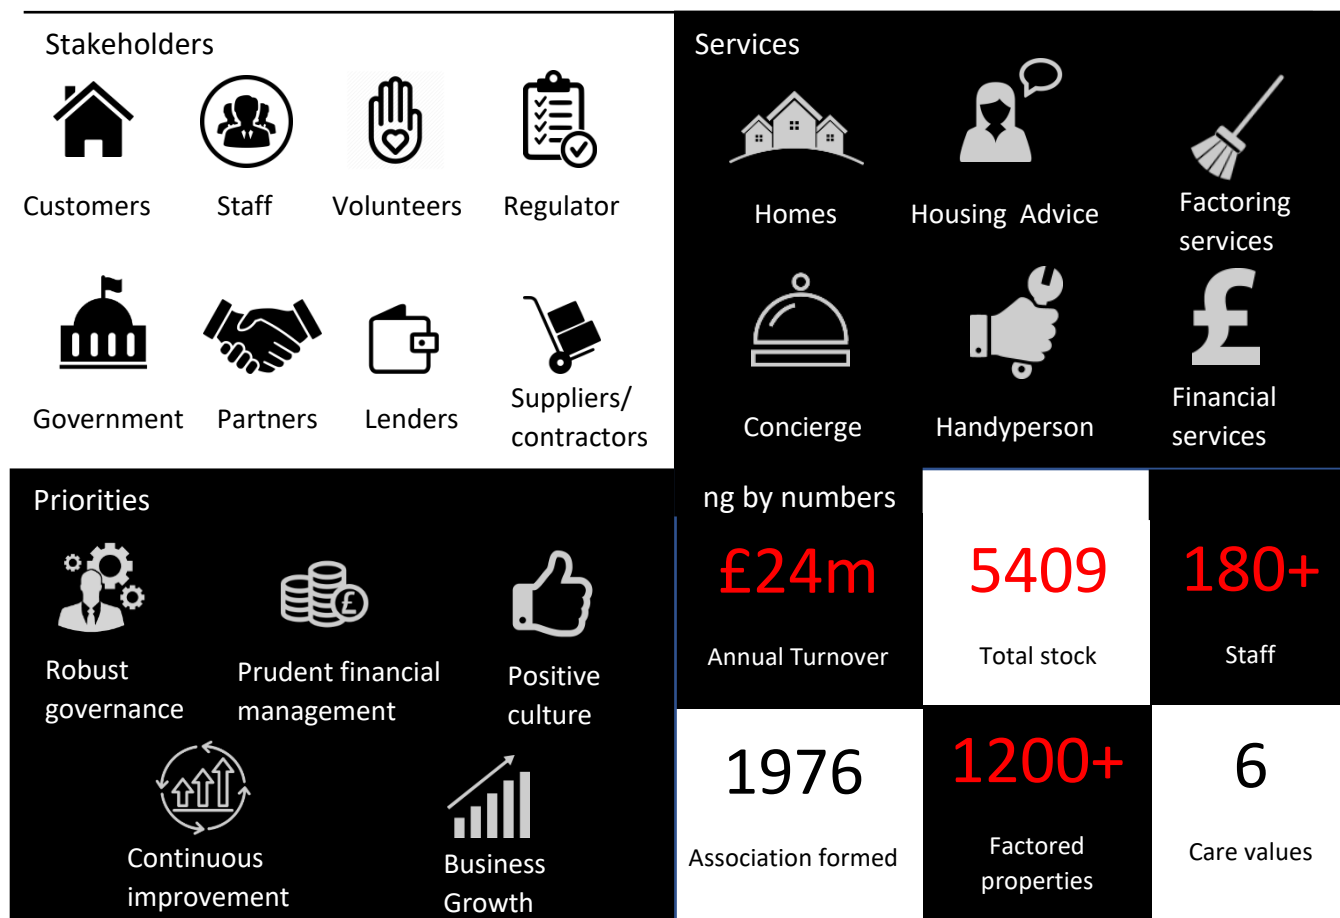 Stakeholders
Customers
Staff
Volunteers
Regulator
Government
Partners
Lenders
Suppliers/
contractors
Services
Homes
Housing Advice
Factoring
services
Concierge
Handyperson
£
Financial
services
Priorities
£
Robust
governance
Prudent financial
management
Positive
culture
Continuous
improvement
Business
Growth
ng by numbers
£24m
Annual Turnover
5409
Total stock
180+
Staff
1976
Association formed
1200+
Factored
properties
6
Care values